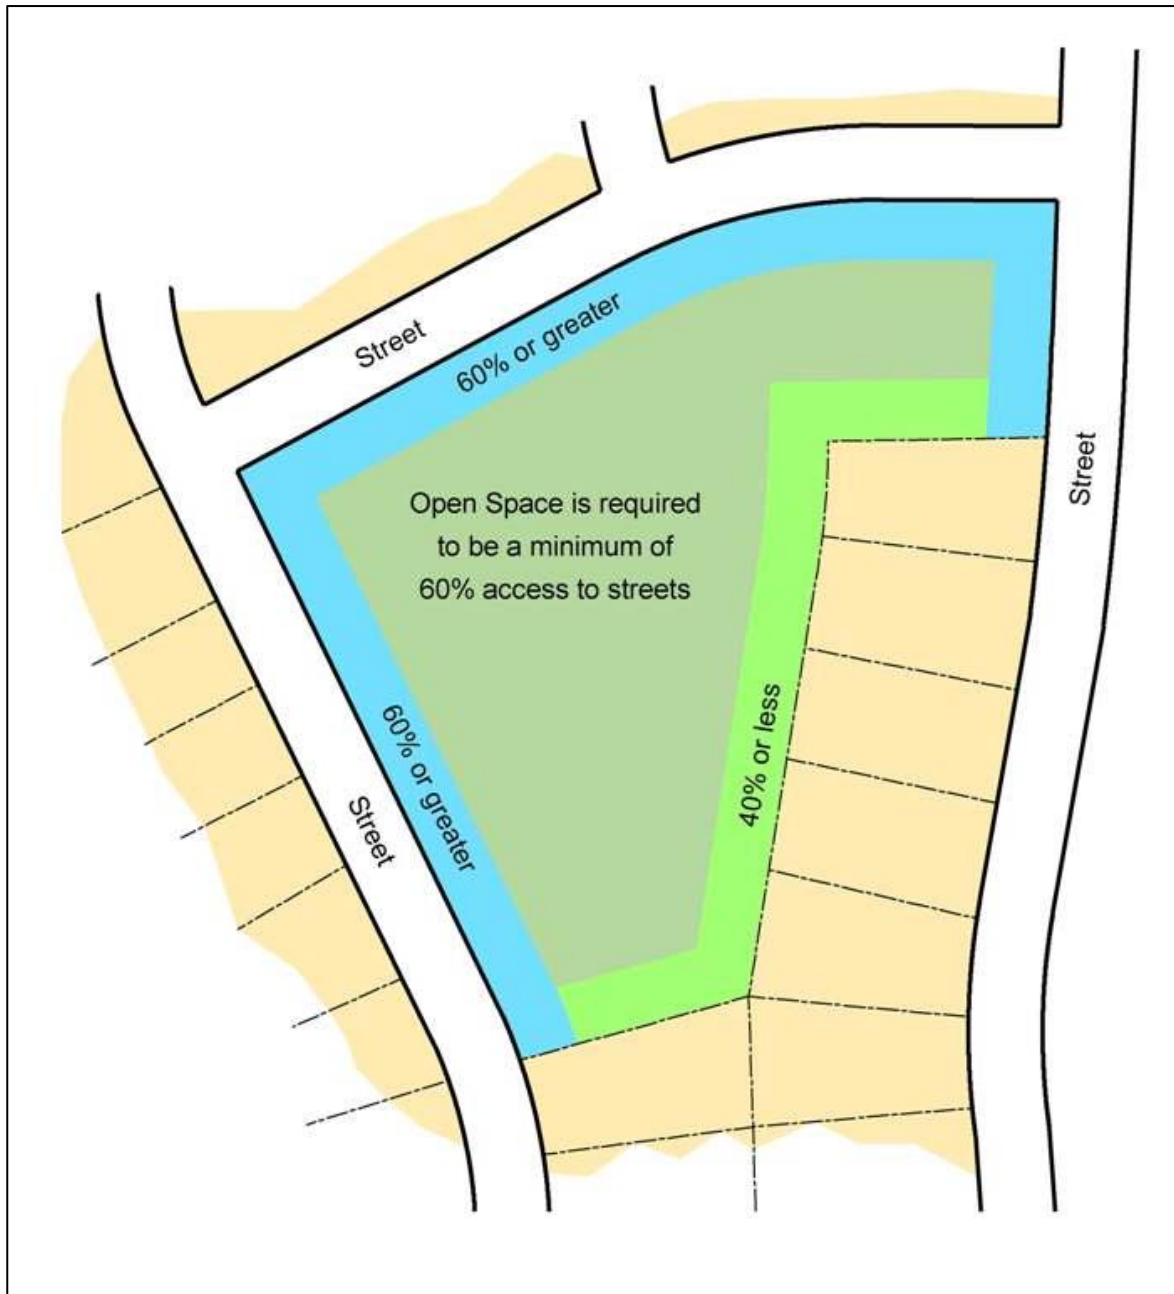 Street
60% or greater
Street
Open Space is required
to be a minimum of
60% access to streets
60% or greater
40% or less
Street